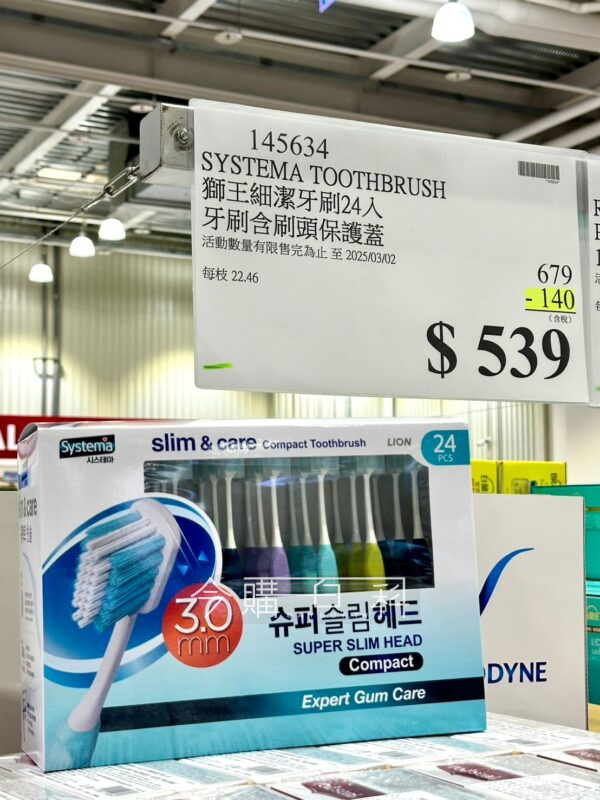 145634
SYSTEMA TOOTHBRUSH
獅王細潔牙刷24入
牙刷含刷頭保護蓋
活動數量有限售完為止 至 2025/03/02
每枝 22.46
679
- 140
(含稅)
$ 539
Systema
시스테마
slim & care Compact Toothbrush
LION
24
PCS
3.0
mm
슈퍼슬림헤드
SUPER SLIM HEAD
Compact
Expert Gum Care
ODYNE